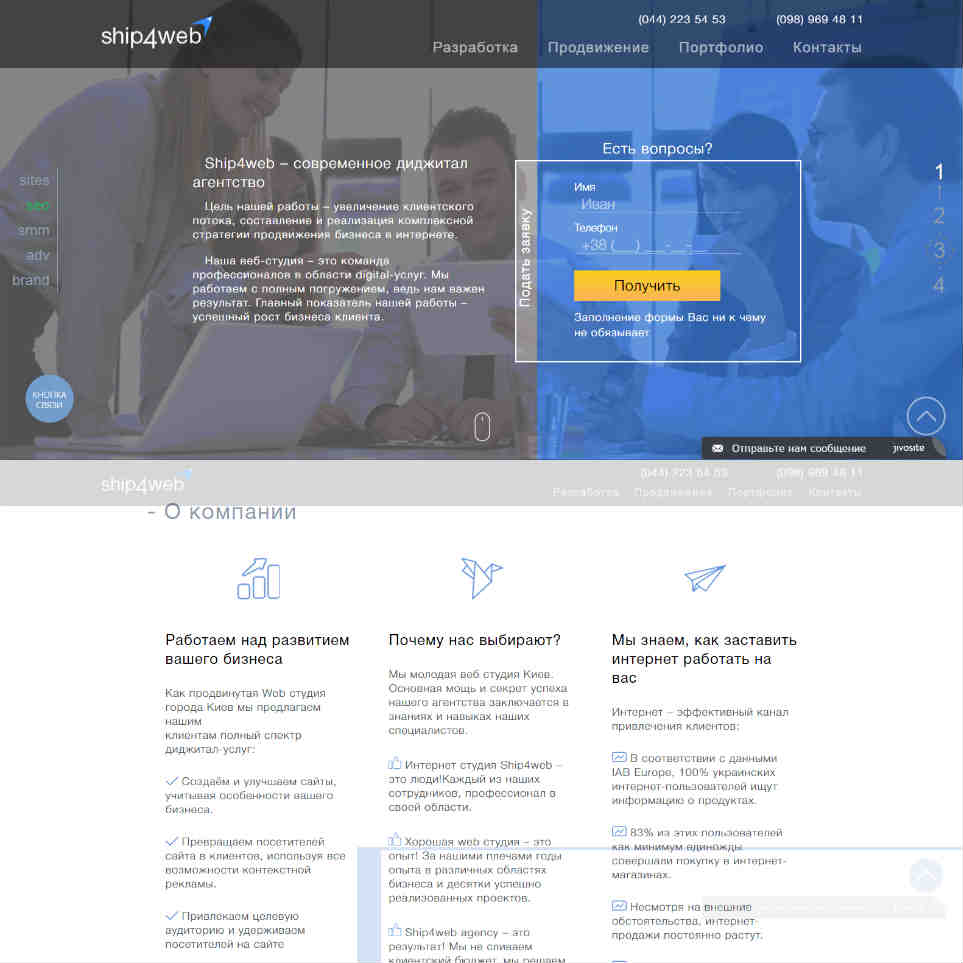 ship4web
(044) 223 54 53
(098) 969 48 11
Разработка
Продвижение
Портфолио
Контакты
sites
seo
smm
adv
brand
Ship4web – современное диджитал
агентство
Цель нашей работы – увеличение клиентского
потока, составление и реализация комплексной
стратегии продвижения бизнеса в интернете.
Наша веб-студия – это команда
профессионалов в области digital-услуг. Мы
работаем с полным погружением, ведь нам важен
результат. Главный показатель нашей работы –
успешный рост бизнеса клиента.
Есть вопросы?
Подать заявку
Имя
Иван
Телефон
+38 (__) __-_-_
Получить
Заполнение формы Вас ни к чему
не обязывает
1
2
3
4
КНОПКА
СВЯЗИ
Отправьте нам сообщение
jivosite
ship4web
(044) 223 54 53
(098) 969 48 11
Разработка
Продвижение
Портфолио
Контакты
- О компании
Работаем над развитием
вашего бизнеса
Как продвинутая Web студия
города Киев мы предлагаем
нашим
клиентам полный спектр
диджитал-услуг:
Создаём и улучшаем сайты,
учитывая особенности вашего
бизнеса.
Превращаем посетителей
сайта в клиентов, используя все
возможности контекстной
рекламы.
Привлекаем целевую
аудиторию и удерживаем
посетителей на сайте
Почему нас выбирают?
Мы молодая веб студия Киев.
Основная мощь и секрет успеха
нашего агентства заключается в
знаниях и навыках наших
специалистов.
Интернет студия Ship4web –
это люди!Каждый из наших
сотрудников, профессионал в
своей области.
Хорошая web студия – это
опыт! За нашими плечами годы
опыта в различных областях
бизнеса и десятки успешно
реализованных проектов.
Ship4web agency – это
результат! Мы не сливаем
клиентский бюджет, мы решаем
Мы знаем, как заставить
интернет работать на
вас
Интернет – эффективный канал
привлечения клиентов:
В соответствии с данными
IAB Europe, 100% украинских
интернет-пользователей ищут
информацию о продуктах.
83% из этих пользователей
как минимум единожды
совершали покупку в интернет-
магазинах.
Несмотря на внешние
обстоятельства, интернет-
продажи постоянно растут.